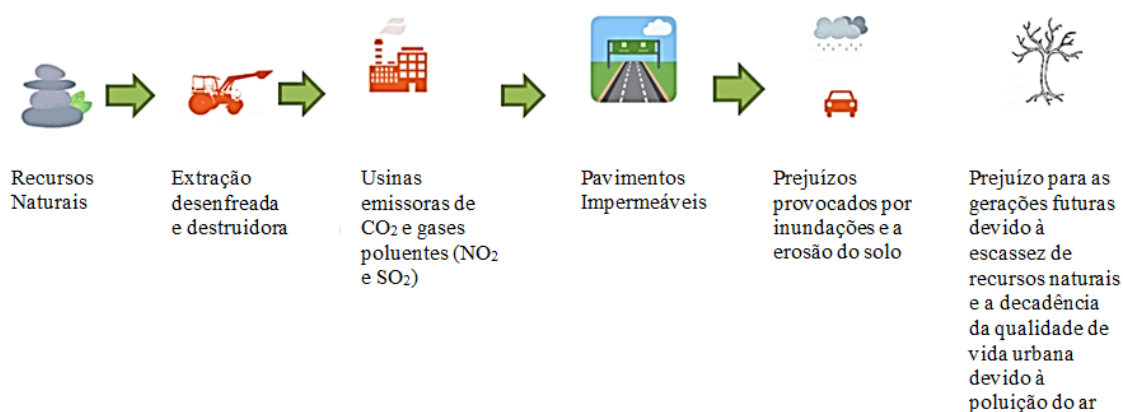 Recursos
Naturais
Extração
desenfreada
e destruidora
Usinas
emissoras de
CO₂ e gases
poluentes (NO₂
e SO₂)
Pavimentos
Impermeáveis
Prejuízos
provocados por
inundações e a
erosão do solo
Prejuízo para as
gerações futuras
devido à
escassez de
recursos naturais
e a decadência
da qualidade de
vida urbana
devido à
poluição do ar